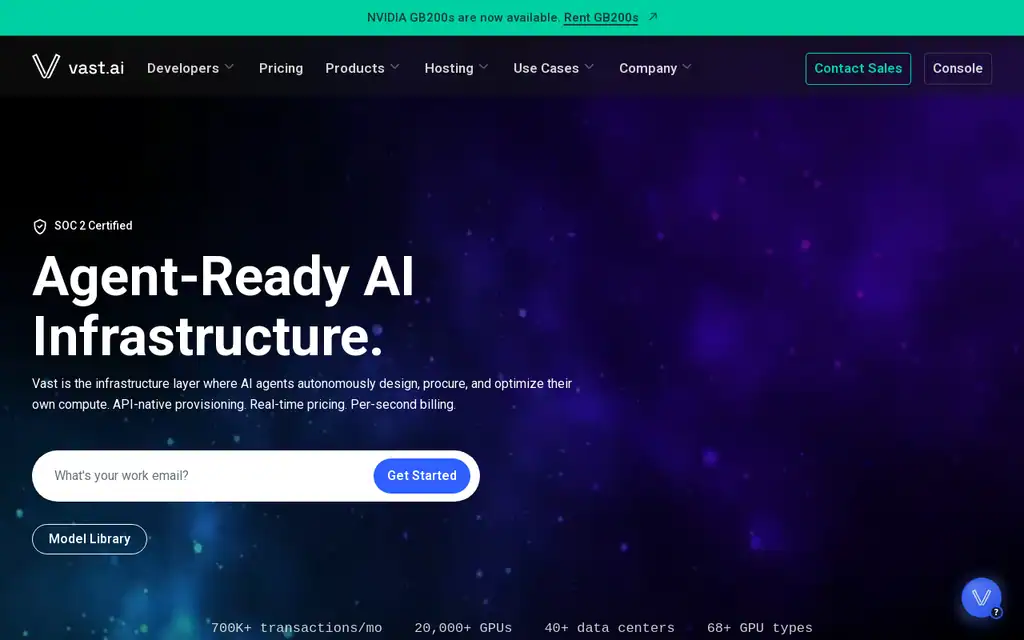 NVIDIA GB200s are now available. Rent GB200s
vast.ai Developers Pricing Products Hosting Use Cases Company Contact Sales Console
SOC 2 Certified
Agent-Ready AI
Infrastructure.
Vast is the infrastructure layer where AI agents autonomously design, procure, and optimize their
own compute. API-native provisioning. Real-time pricing. Per-second billing.
What's your work email? Get Started
Model Library
?
700K+ transactions/mo 20,000+ GPUs 40+ data centers 68+ GPU types